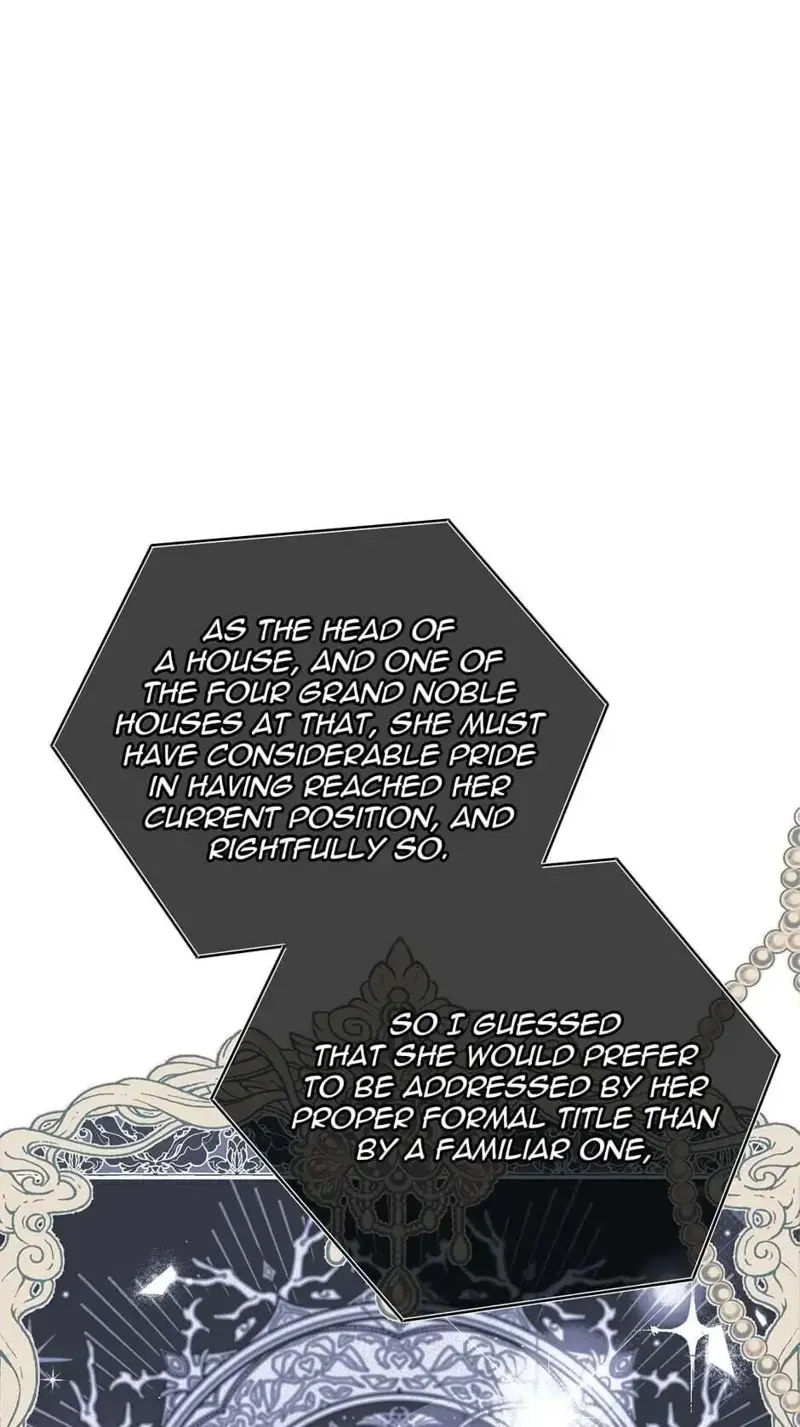 AS THE HEAD OF
A HOUSE, AND ONE OF
THE FOUR GRAND NOBLE
HOUSES AT THAT, SHE MUST
HAVE CONSIDERABLE PRIDE
IN HAVING REACHED HER
CURRENT POSITION, AND
RIGHTFULLY SO.
SO I GUESSED
THAT SHE WOULD PREFER
TO BE ADDRESSED BY HER
PROPER FORMAL TITLE THAN
BY A FAMILIAR ONE,